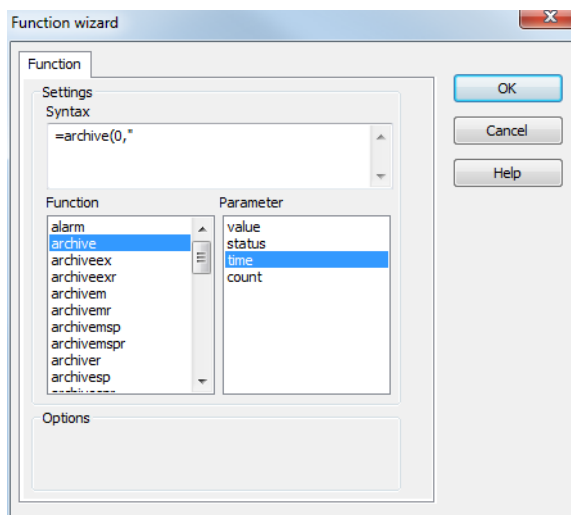 Function wizard
X
Function
Settings
Syntax
=archive(0,"
Function
Parameter
alarm
archive
archiveex
archiveexr
archivem
archivemr
archivemsp
archivemspr
archiver
archivesp
value
status
time
count
Options
OK
Cancel
Help